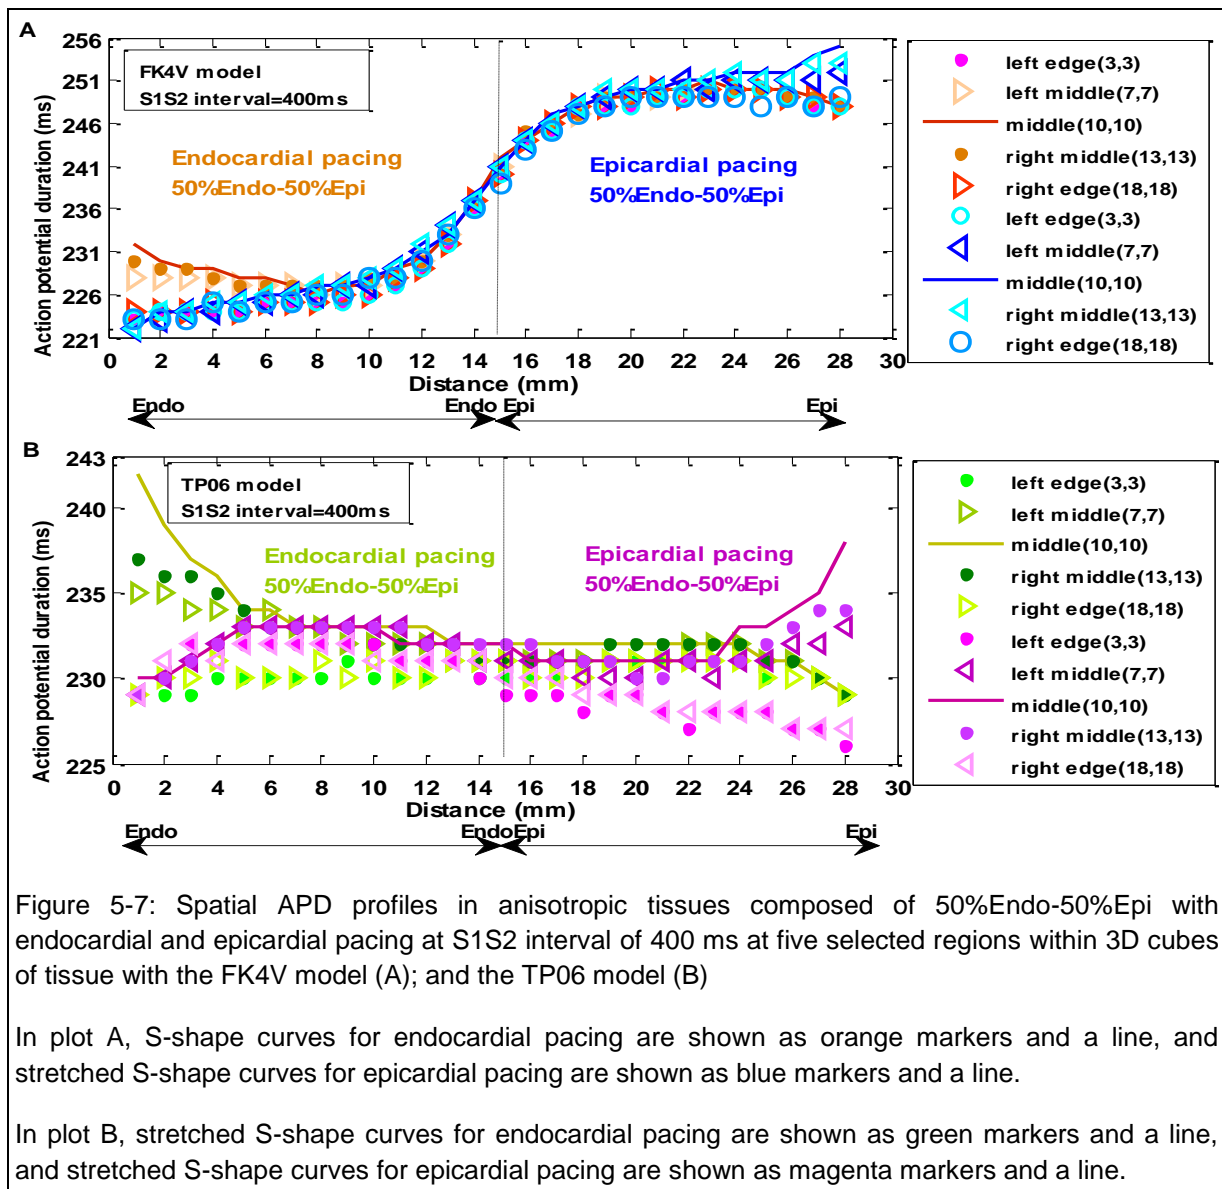 A
256
251
246
241
236
231
226
221
Action potential duration (ms)
FK4V model
S1S2 interval=400ms
Endocardial pacing
50%Endo-50%Epi
Epicardial pacing
50%Endo-50%Epi
0 2 4 6 8 10 12 14 16 18 20 22 24 26 28 30
Distance (mm)
Endo Endo Epi Epi
left edge(3,3)
left middle(7,7)
middle(10,10)
right middle(13,13)
right edge(18,18)
left edge(3,3)
left middle(7,7)
middle(10,10)
right middle(13,13)
right edge(18,18)
B
243
240
235
230
225
Action potential duration (ms)
TP06 model
S1S2 interval=400ms
Endocardial pacing
50%Endo-50%Epi
Epicardial pacing
50%Endo-50%Epi
0 2 4 6 8 10 12 14 16 18 20 22 24 26 28 30
Distance (mm)
Endo Endo Epi Epi
left edge(3,3)
left middle(7,7)
middle(10,10)
right middle(13,13)
right edge(18,18)
left edge(3,3)
left middle(7,7)
middle(10,10)
right middle(13,13)
right edge(18,18)
Figure 5-7: Spatial APD profiles in anisotropic tissues composed of 50%Endo-50%Epi with
endocardial and epicardial pacing at S1S2 interval of 400 ms at five selected regions within 3D cubes
of tissue with the FK4V model (A); and the TP06 model (B)
In plot A, S-shape curves for endocardial pacing are shown as orange markers and a line, and
stretched S-shape curves for epicardial pacing are shown as blue markers and a line.
In plot B, stretched S-shape curves for endocardial pacing are shown as green markers and a line,
and stretched S-shape curves for epicardial pacing are shown as magenta markers and a line.